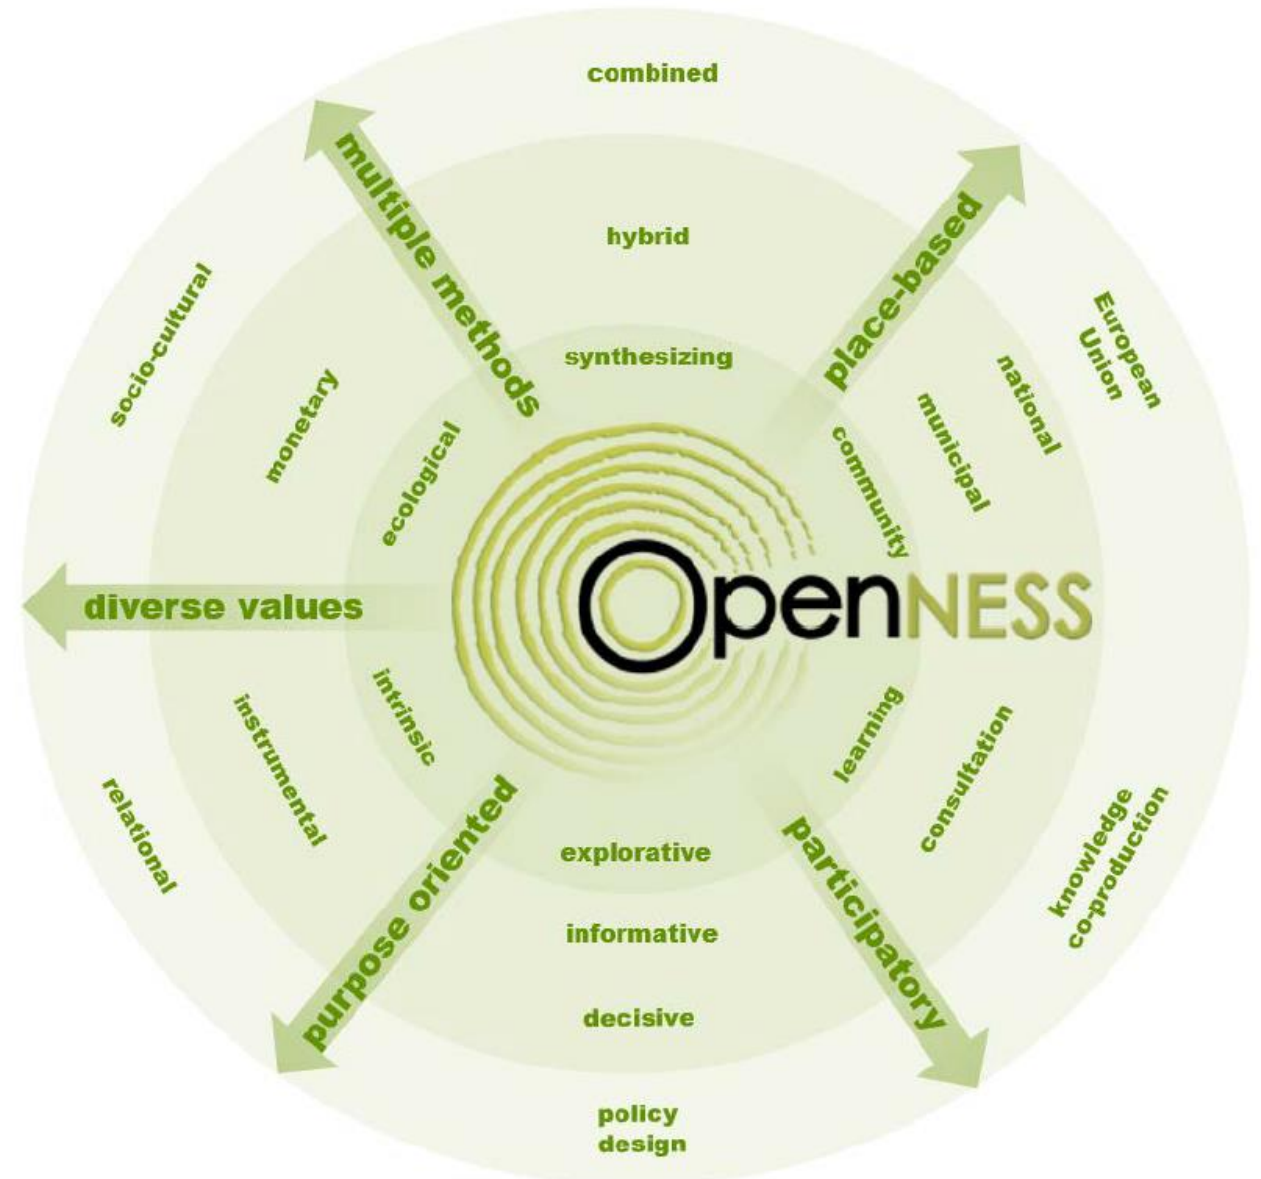 combined
multiple methods
place-based
hybrid
socio-cultural
European
Union
synthesizing
national
monetary
municipal
ecological
community
OpenNESS
diverse values
intrinsic
learning
instrumental
consultation
relational
purpose oriented
knowledge
co-production
explorative
participatory
informative
decisive
policy
design